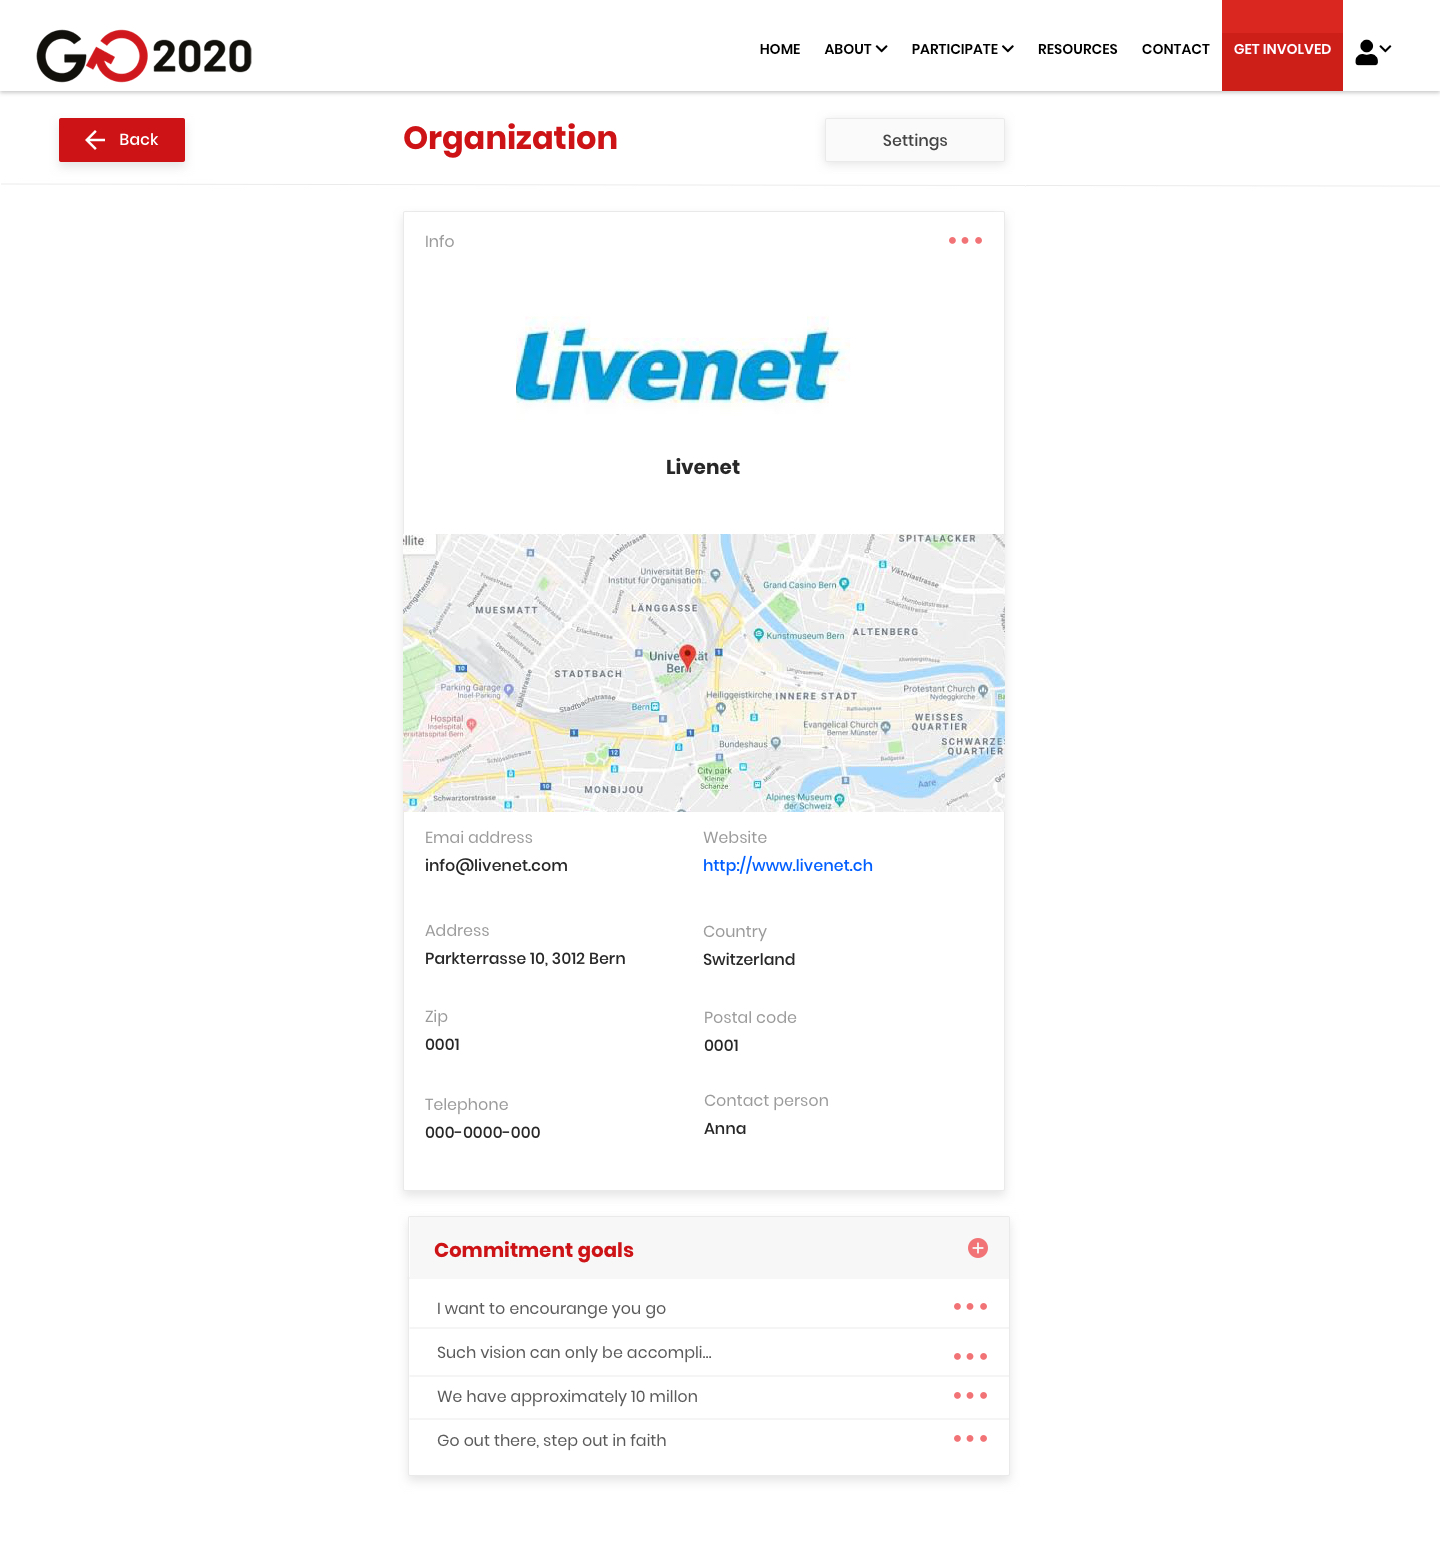 GO2020
HOME ABOUT PARTICIPATE RESOURCES CONTACT GET INVOLVED
Back
Organization
Settings
Info
livenet
Livenet
llite
SPITALACKER
Mittelstrasse
Universität Bern-
Institut für Organisation...
Grand Casino Bern
Viktoriastrasse
MUESMATT
LÄNGGASSE
Kunstmuseum Bern
ALTENBERG
Universität
Bern
STADTBACH
Parking Garage
Insel-Parking
Stadtbachstrasse
Bern
Heiliggeistkirche
INNERE STADT
Protestant Church
Nydeggkirche
Hospital
Inselspital,
ersitätsspital Bern
Evangelical Church
Berner Münster
WEISSES
QUARTIER
Bundeshaus
SCHWARZES
QUARTIER
City park
Kleine
Schanze
Aare
MONBIJOU
Schwarztorstrasse
Alpines Museum
der Schweiz
Emai address
info@livenet.com
Website
http://www.livenet.ch
Address
Parkterrasse 10, 3012 Bern
Country
Switzerland
Zip
0001
Postal code
0001
Telephone
000-0000-000
Contact person
Anna
Commitment goals
I want to encourange you go
Such vision can only be accompli...
We have approximately 10 millon
Go out there, step out in faith